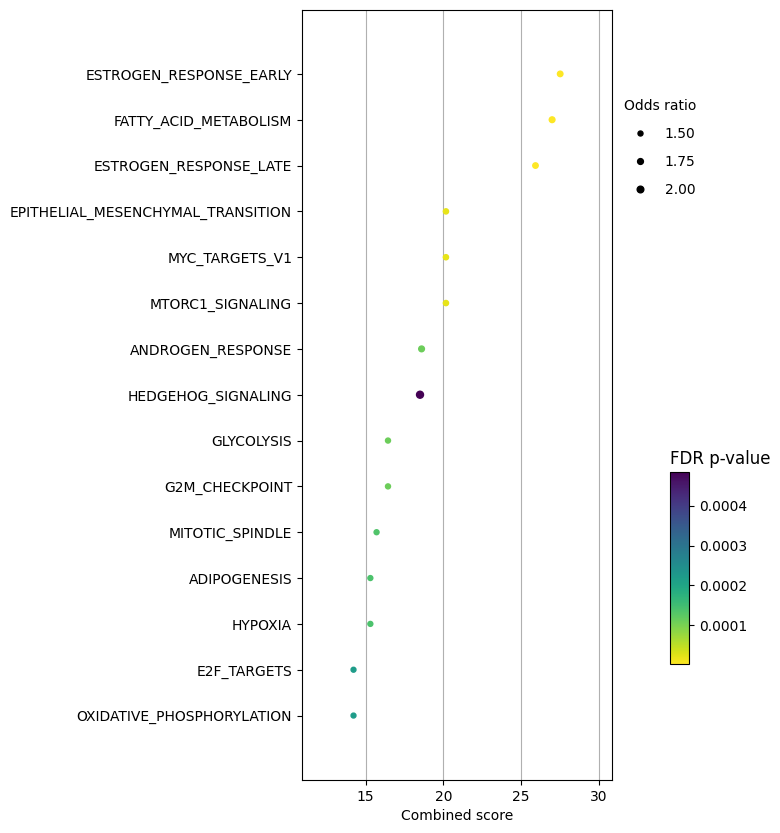 ESTROGEN_RESPONSE_EARLY
FATTY_ACID_METABOLISM
ESTROGEN_RESPONSE_LATE
EPITHELIAL_MESENCHYMAL_TRANSITION
MYC_TARGETS_V1
MTORC1_SIGNALING
ANDROGEN_RESPONSE
HEDGEHOG_SIGNALING
GLYCOLYSIS
G2M_CHECKPOINT
MITOTIC_SPINDLE
ADIPOGENESIS
HYPOXIA
E2F_TARGETS
OXIDATIVE_PHOSPHORYLATION
15 20 25 30
Combined score
Odds ratio
1.50
1.75
2.00
FDR p-value
0.0004
0.0003
0.0002
0.0001